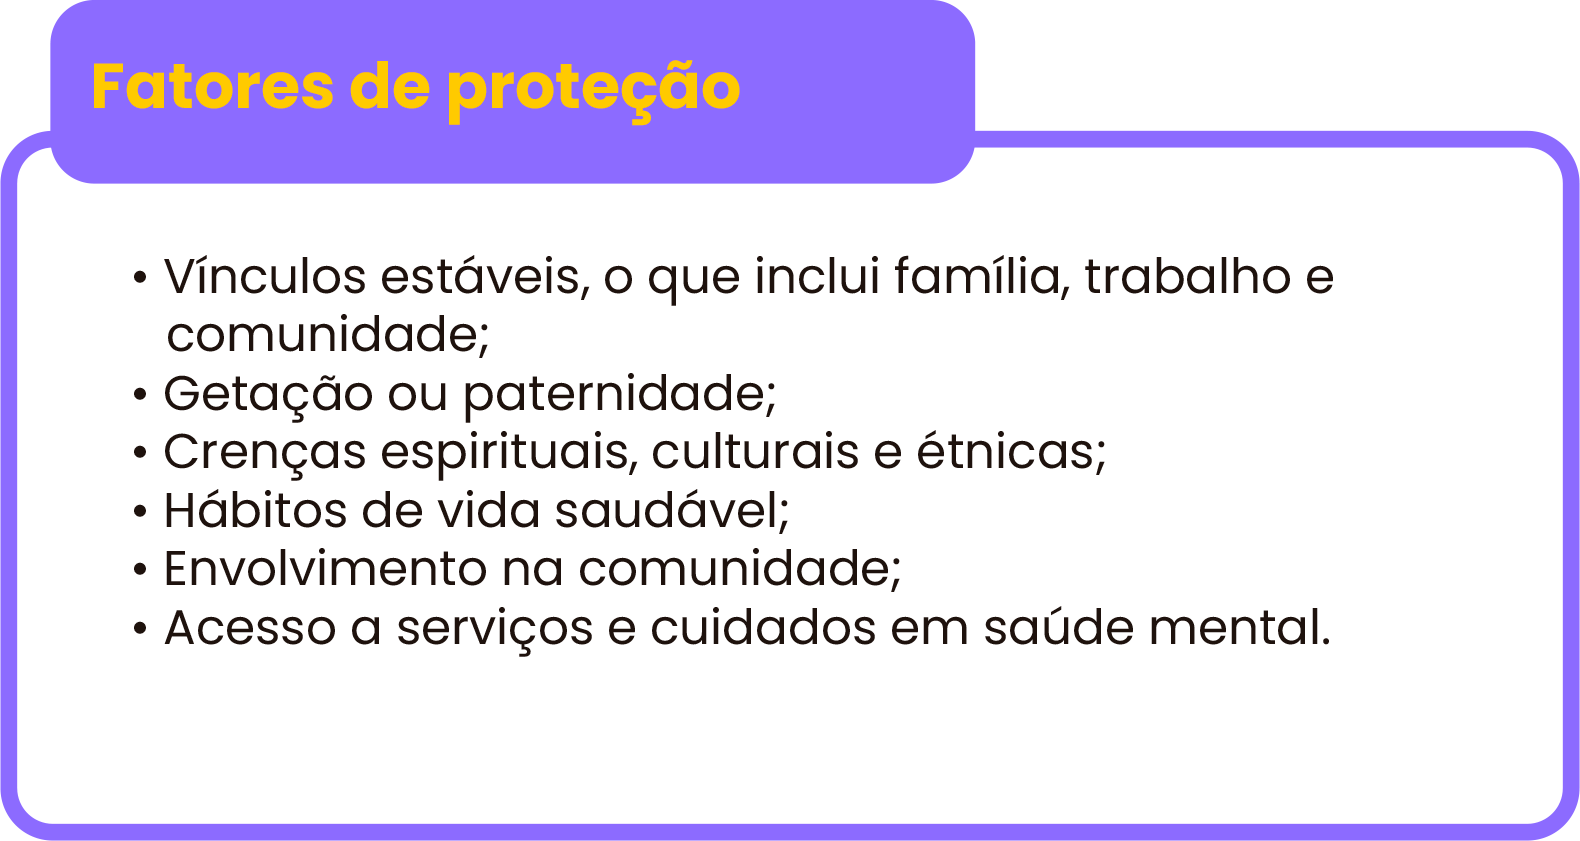 Fatores de proteção
• Vínculos estáveis, o que inclui família, trabalho e
comunidade;
• Getação ou paternidade;
• Crenças espirituais, culturais e étnicas;
• Hábitos de vida saudável;
• Envolvimento na comunidade;
• Acesso a serviços e cuidados em saúde mental.